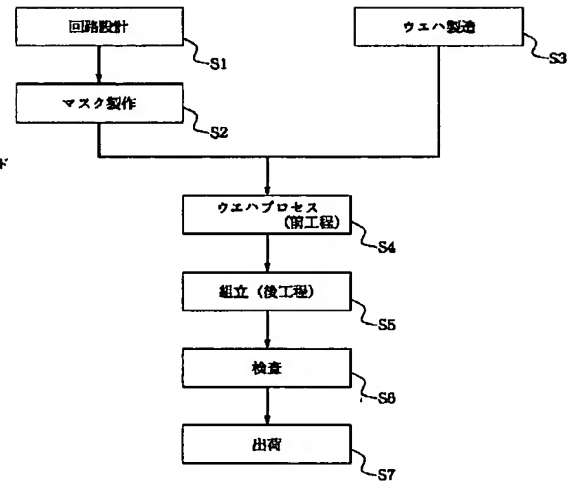 回路設計
S1
ウエハ製造
S3
マスク製作
S2
ド
ウエハプロセス
(前工程)
S4
組立 (後工程)
S5
検査
S6
出荷
S7